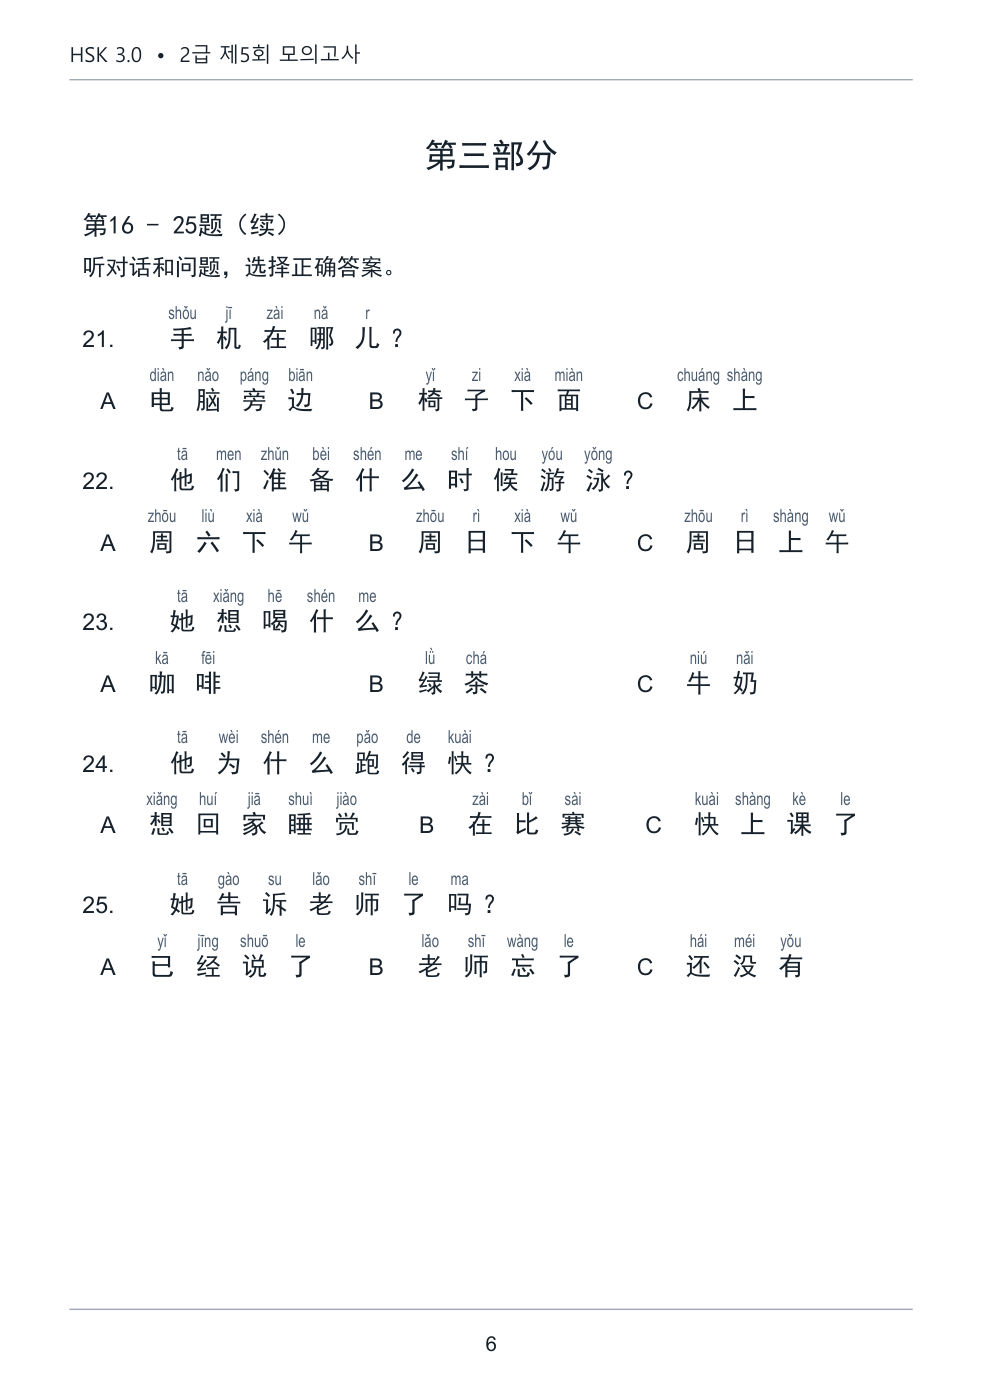 HSK 3.0 • 2급 제5회 모의고사
第三部分
第16 - 25题（续）
听对话和问题，选择正确答案。
shǒu jī zài nǎ r
21. 手机在哪儿？
diàn nǎo páng biān yǐ zi xià miàn chuáng shàng
A 电脑旁边 B 椅子下面 C 床上
tā men zhǔn bèi shén me shí hou yóu yǒng
22. 他们准备什么时候游泳？
zhōu liù xià wǔ zhōu rì xià wǔ zhōu rì shàng wǔ
A 周六下午 B 周日下午 C 周日上午
tā xiǎng hē shén me
23. 她想喝什么？
kā fēi lǜ chá niú nǎi
A 咖啡 B 绿茶 C 牛奶
tā wèi shén me pǎo de kuài
24. 他为什么跑得快？
xiǎng huí jiā shuì jiào zài bǐ sài kuài shàng kè le
A 想回家睡觉 B 在比赛 C 快上课了
tā gào su lǎo shī le ma
25. 她告诉老师了吗？
yǐ jīng shuō le lǎo shī wàng le hái méi yǒu
A 已经说了 B 老师忘了 C 还没有
6